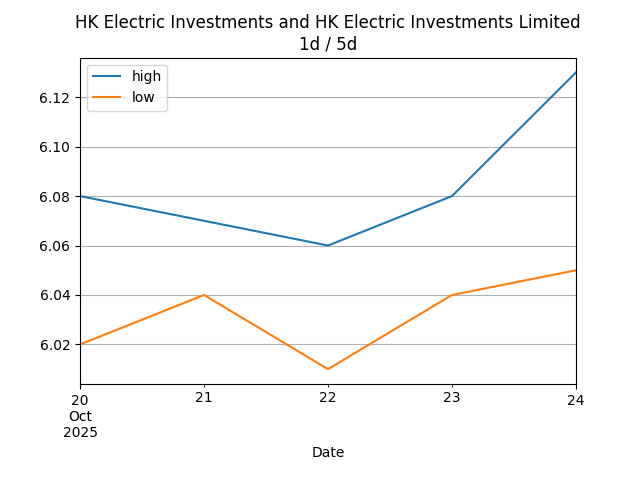 HK Electric Investments and HK Electric Investments Limited
1d / 5d
high
low
6.12
6.10
6.08
6.06
6.04
6.02
20
Oct
2025
21
22
23
24
Date